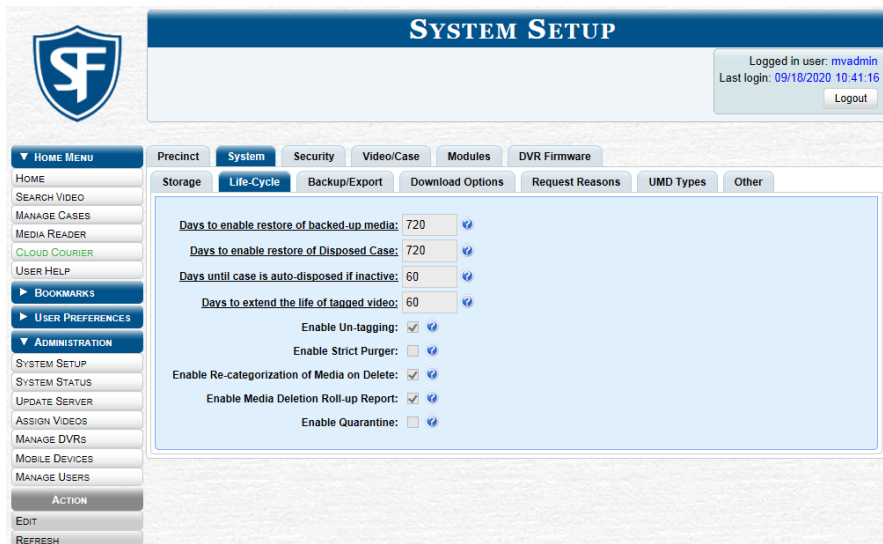 SYSTEM SETUP
SF
Logged in user: mvadmin
Last login: 09/18/2020 10:41:16
Logout
▼ HOME MENU
HOME
SEARCH VIDEO
MANAGE CASES
MEDIA READER
CLOUD COURIER
USER HELP
► BOOKMARKS
► USER PREFERENCES
▼ ADMINISTRATION
SYSTEM SETUP
SYSTEM STATUS
UPDATE SERVER
ASSIGN VIDEOS
MANAGE DVRS
MOBILE DEVICES
MANAGE USERS
ACTION
EDIT
REFRESH
Precinct System Security Video/Case Modules DVR Firmware
Storage Life-Cycle Backup/Export Download Options Request Reasons UMD Types Other
Days to enable restore of backed-up media: 720 ?
Days to enable restore of Disposed Case: 720 ?
Days until case is auto-disposed if inactive: 60 ?
Days to extend the life of tagged video: 60 ?
Enable Un-tagging: ?
Enable Strict Purger: ?
Enable Re-categorization of Media on Delete: ?
Enable Media Deletion Roll-up Report: ?
Enable Quarantine: ?